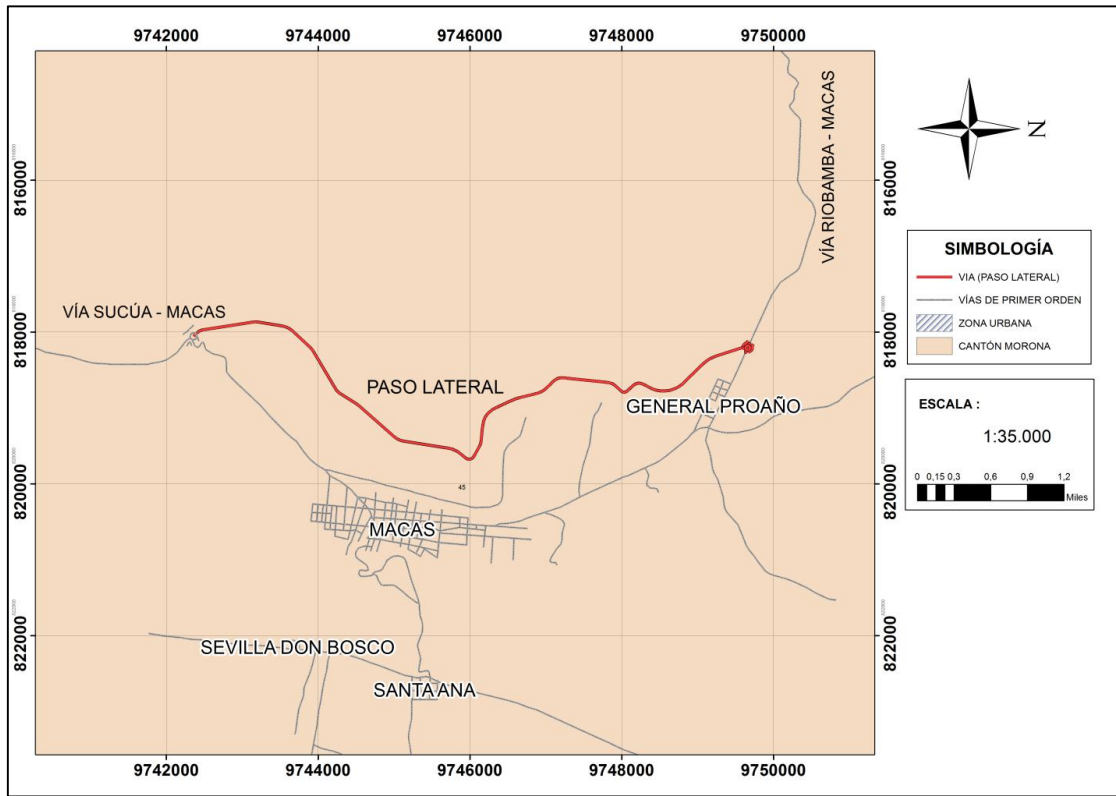 9742000 9744000 9746000 9748000 9750000
816000
818000
820000
822000
VÍA RIOBAMBA - MACAS
VÍA SUCÚA - MACAS
PASO LATERAL
GENERAL PROAÑO
45
MACAS
SEVILLA DON BOSCO
SANTA ANA
816000
818000
820000
822000
9742000 9744000 9746000 9748000 9750000
N
SIMBOLOGÍA
VIA (PASO LATERAL)
VÍAS DE PRIMER ORDEN
ZONA URBANA
CANTÓN MORONA
ESCALA :
1:35.000
0 0,15 0,3 0,6 0,9 1,2
Miles